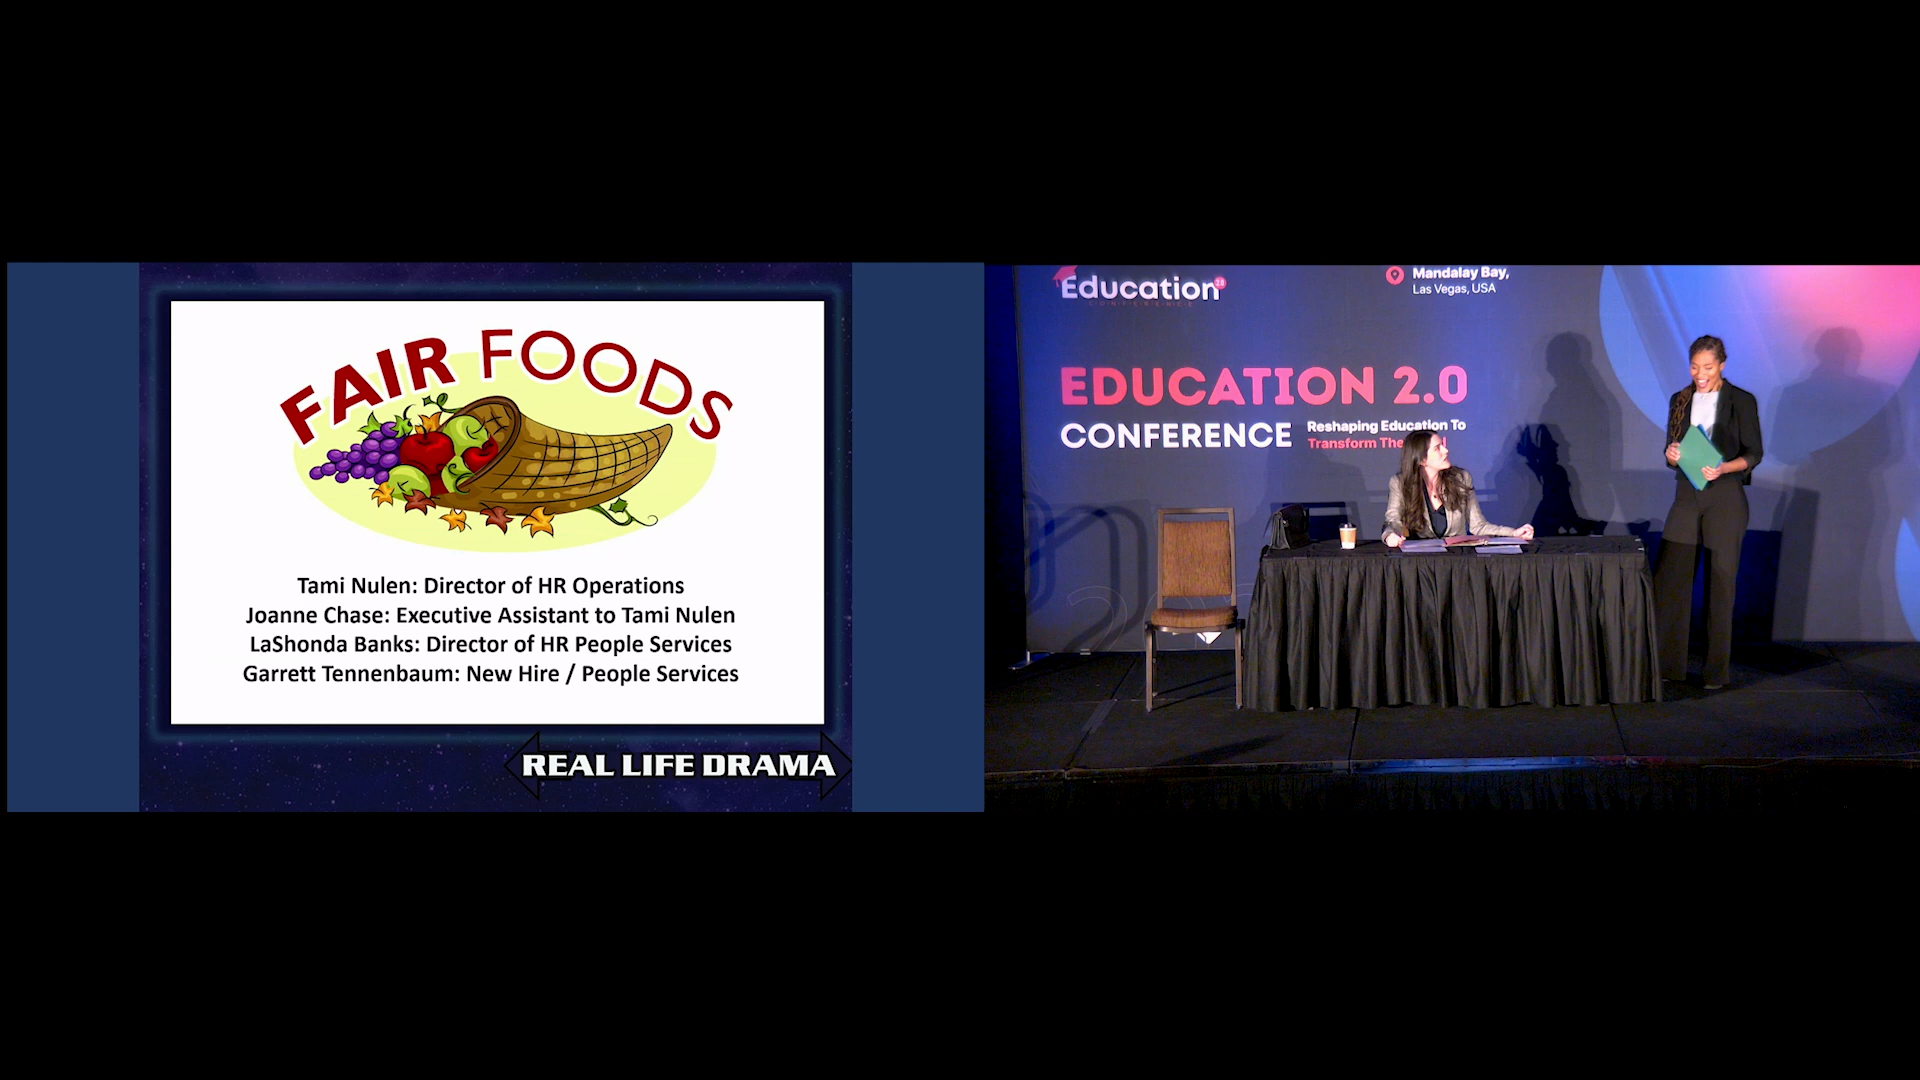 FAIR FOODS
Tami Nulen: Director of HR Operations
Joanne Chase: Executive Assistant to Tami Nulen
LaShonda Banks: Director of HR People Services
Garrett Tennenbaum: New Hire / People Services
REAL LIFE DRAMA
Education
CONFERENCE
Mandalay Bay,
Las Vegas, USA
EDUCATION 2.0
CONFERENCE
Reshaping Education To
Transform The